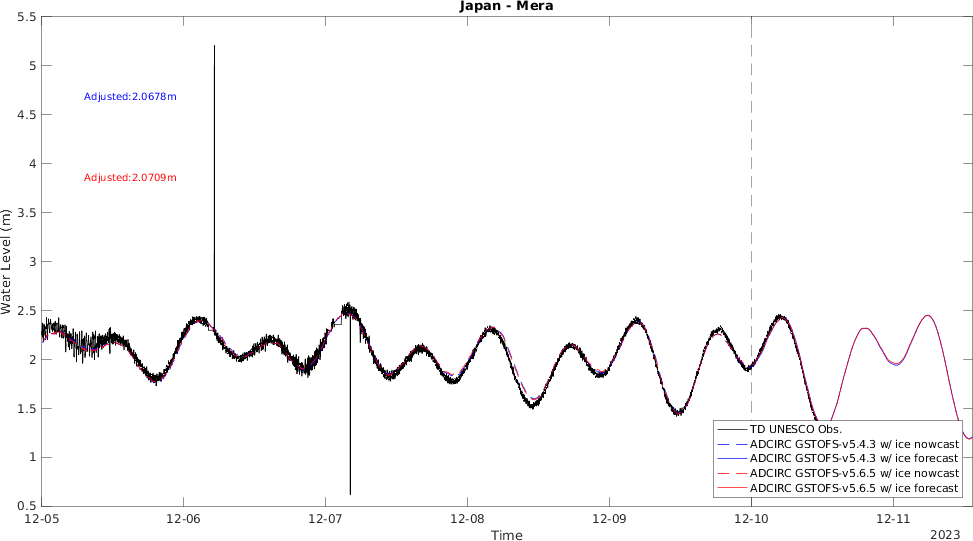 Japan - Mera
5.5
5
4.5
4
3.5
3
2.5
2
1.5
1
0.5
Water Level (m)
Adjusted:2.0678m
Adjusted:2.0709m
TD UNESCO Obs.
ADCIRC GSTOFS-v5.4.3 w/ ice nowcast
ADCIRC GSTOFS-v5.4.3 w/ ice forecast
ADCIRC GSTOFS-v5.6.5 w/ ice nowcast
ADCIRC GSTOFS-v5.6.5 w/ ice forecast
12-05 12-06 12-07 12-08 12-09 12-10 12-11
Time
2023